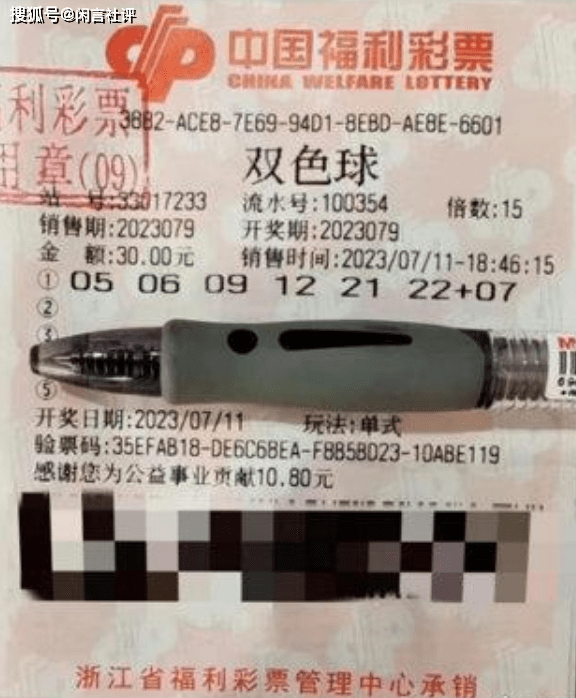 搜狐号@闲言社评
中国福利彩票
CHINA WELFARE LOTTERY
利彩票
3882-ACE8-7E69-94D1-8EBD-AE8E-6601
用章(09)
双色球
站 号:33017233 流水号:100354 倍数:15
销售期:2023079 开奖期:2023079
金 额:30.00元 销售时间:2023/07/11-18:46:15
① 05 06 09 12 21 22+07
②
③
⑤
开奖日期:2023/07/11 玩法:单式
验票码:35EFAB18-DE6C68EA-F8B5BD23-10ABE119
感谢您为公益事业贡献10.80元
浙江省福利彩票管理中心承销